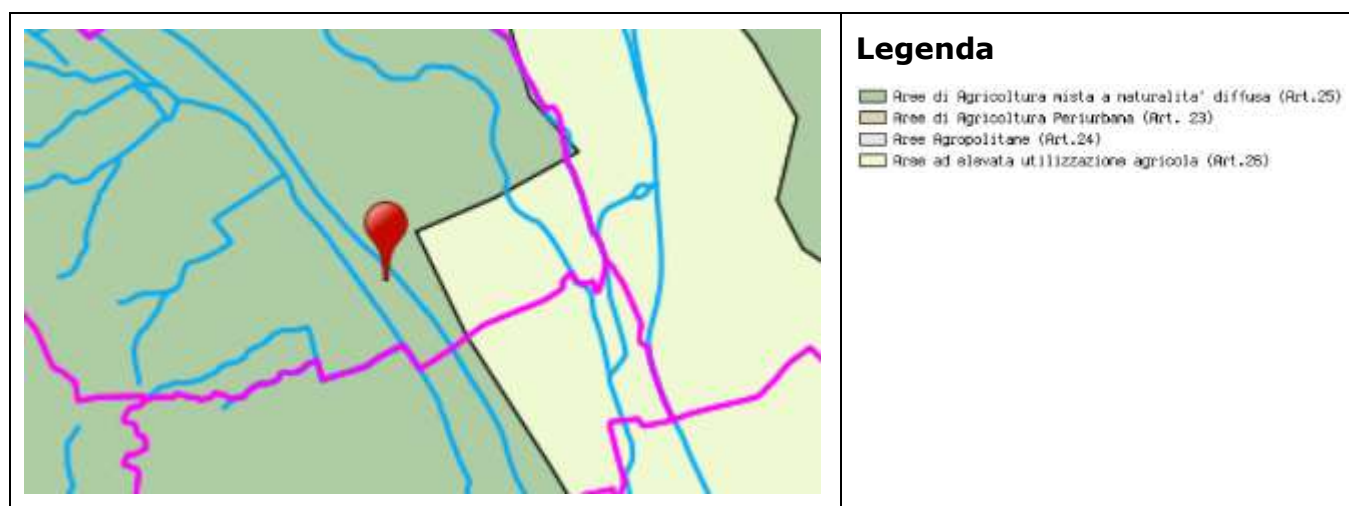 Legenda
Aree di Agricoltura mista a naturalita' diffusa (Art.25)
Aree di Agricoltura Periurbana (Art. 23)
Aree Agropolitane (Art.24)
Aree ad elevata utilizzazione agricola (Art.26)